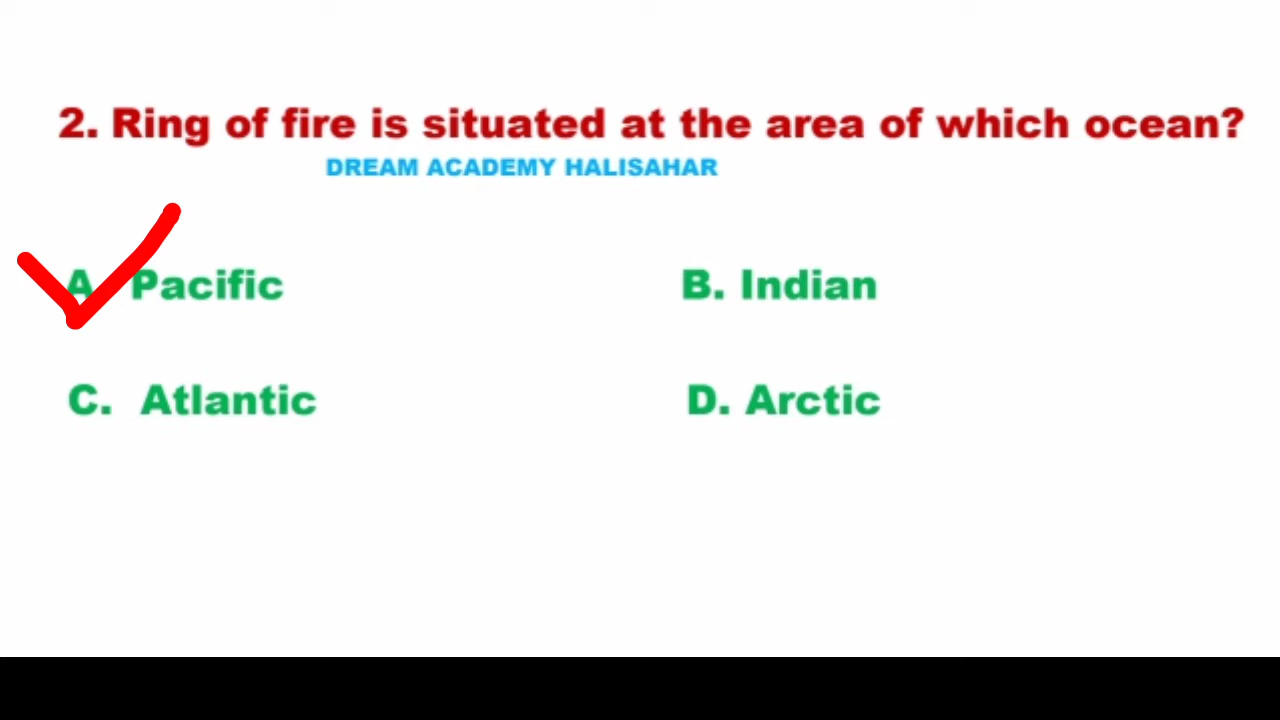 2. Ring of fire is situated at the area of which ocean?
DREAM ACADEMY HALISAHAR
A. Pacific B. Indian
C. Atlantic D. Arctic